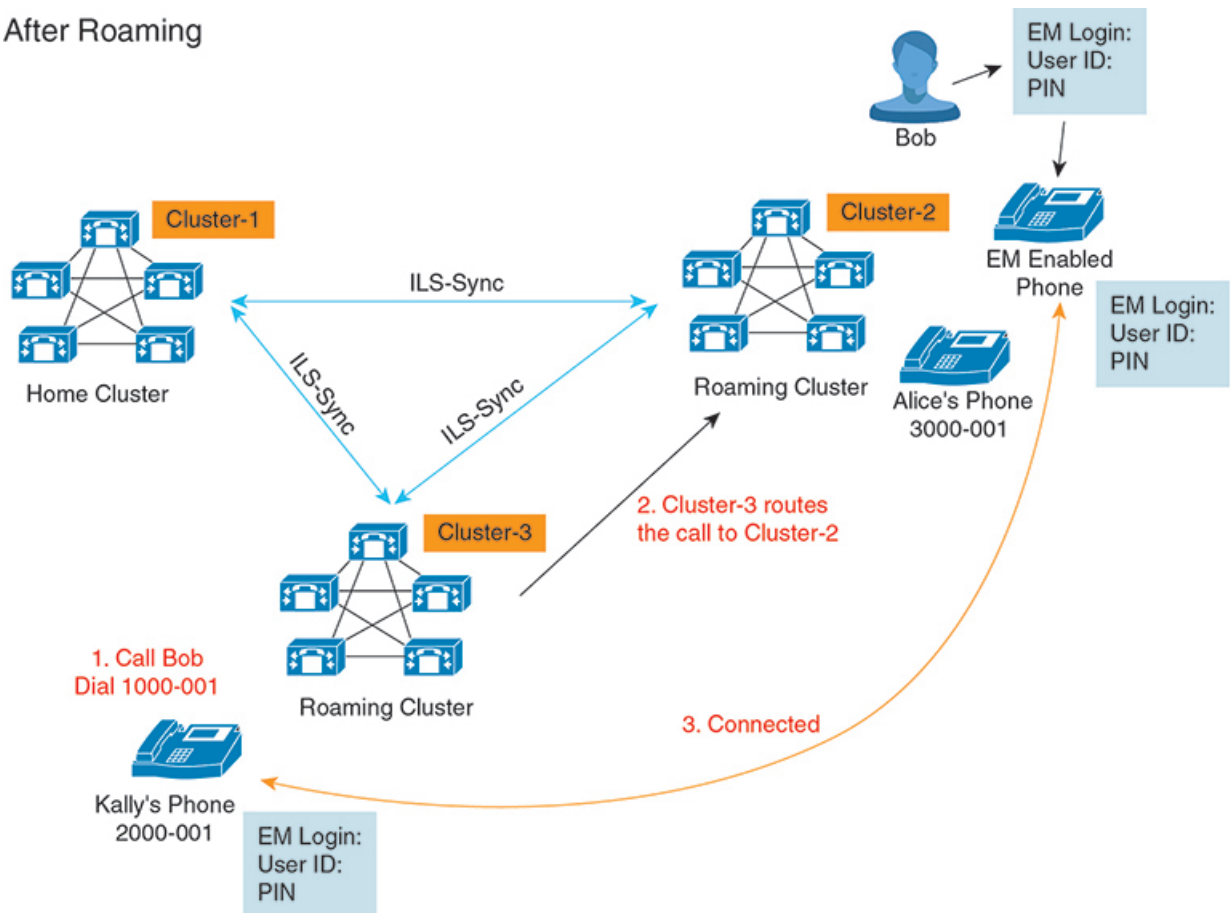 After Roaming
EM Login:
User ID:
PIN
Bob
Cluster-1
Cluster-2
EM Enabled
Phone
ILS-Sync
EM Login:
User ID:
PIN
Home Cluster
Roaming Cluster
Alice's Phone
3000-001
ILS-Sync
ILS-Sync
2. Cluster-3 routes
the call to Cluster-2
Cluster-3
1. Call Bob
Dial 1000-001
Roaming Cluster
3. Connected
Kally's Phone
2000-001
EM Login:
User ID:
PIN